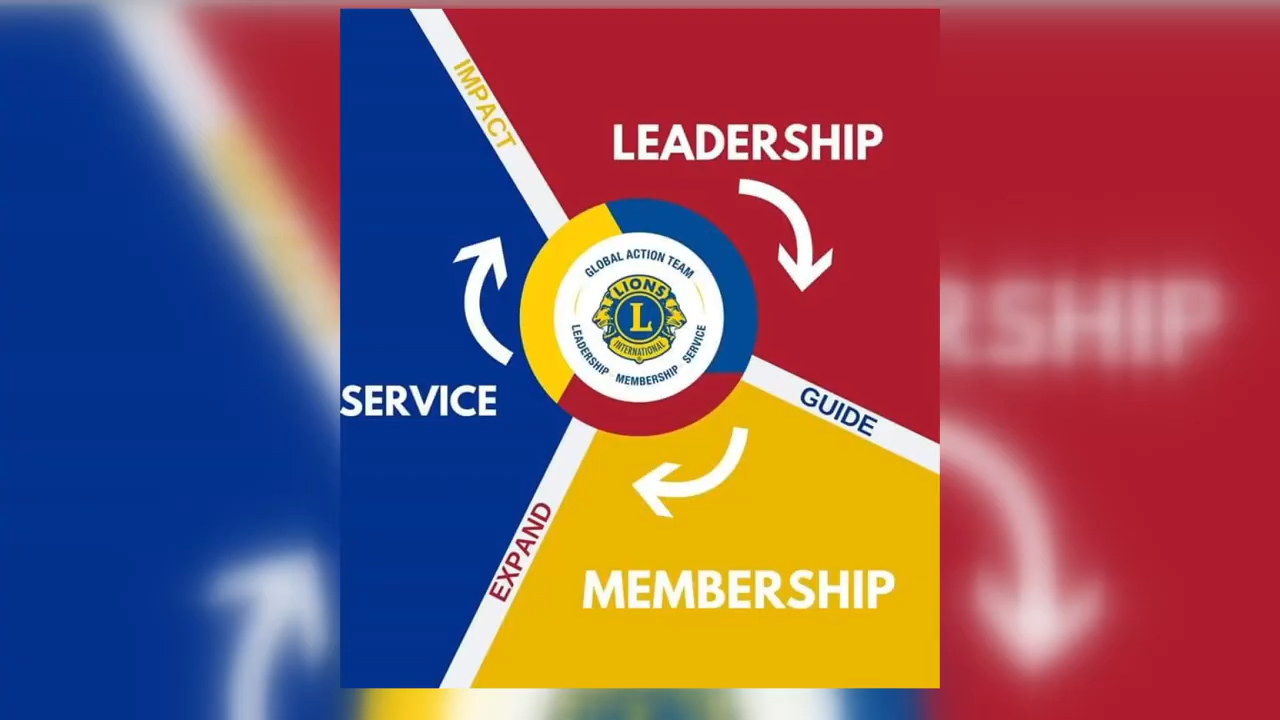 IMPACT
LEADERSHIP
GLOBAL ACTION TEAM
LIONS
L
INTERNATIONAL
LEADERSHIP · MEMBERSHIP · SERVICE
SERVICE
GUIDE
EXPAND
MEMBERSHIP
RSHIP